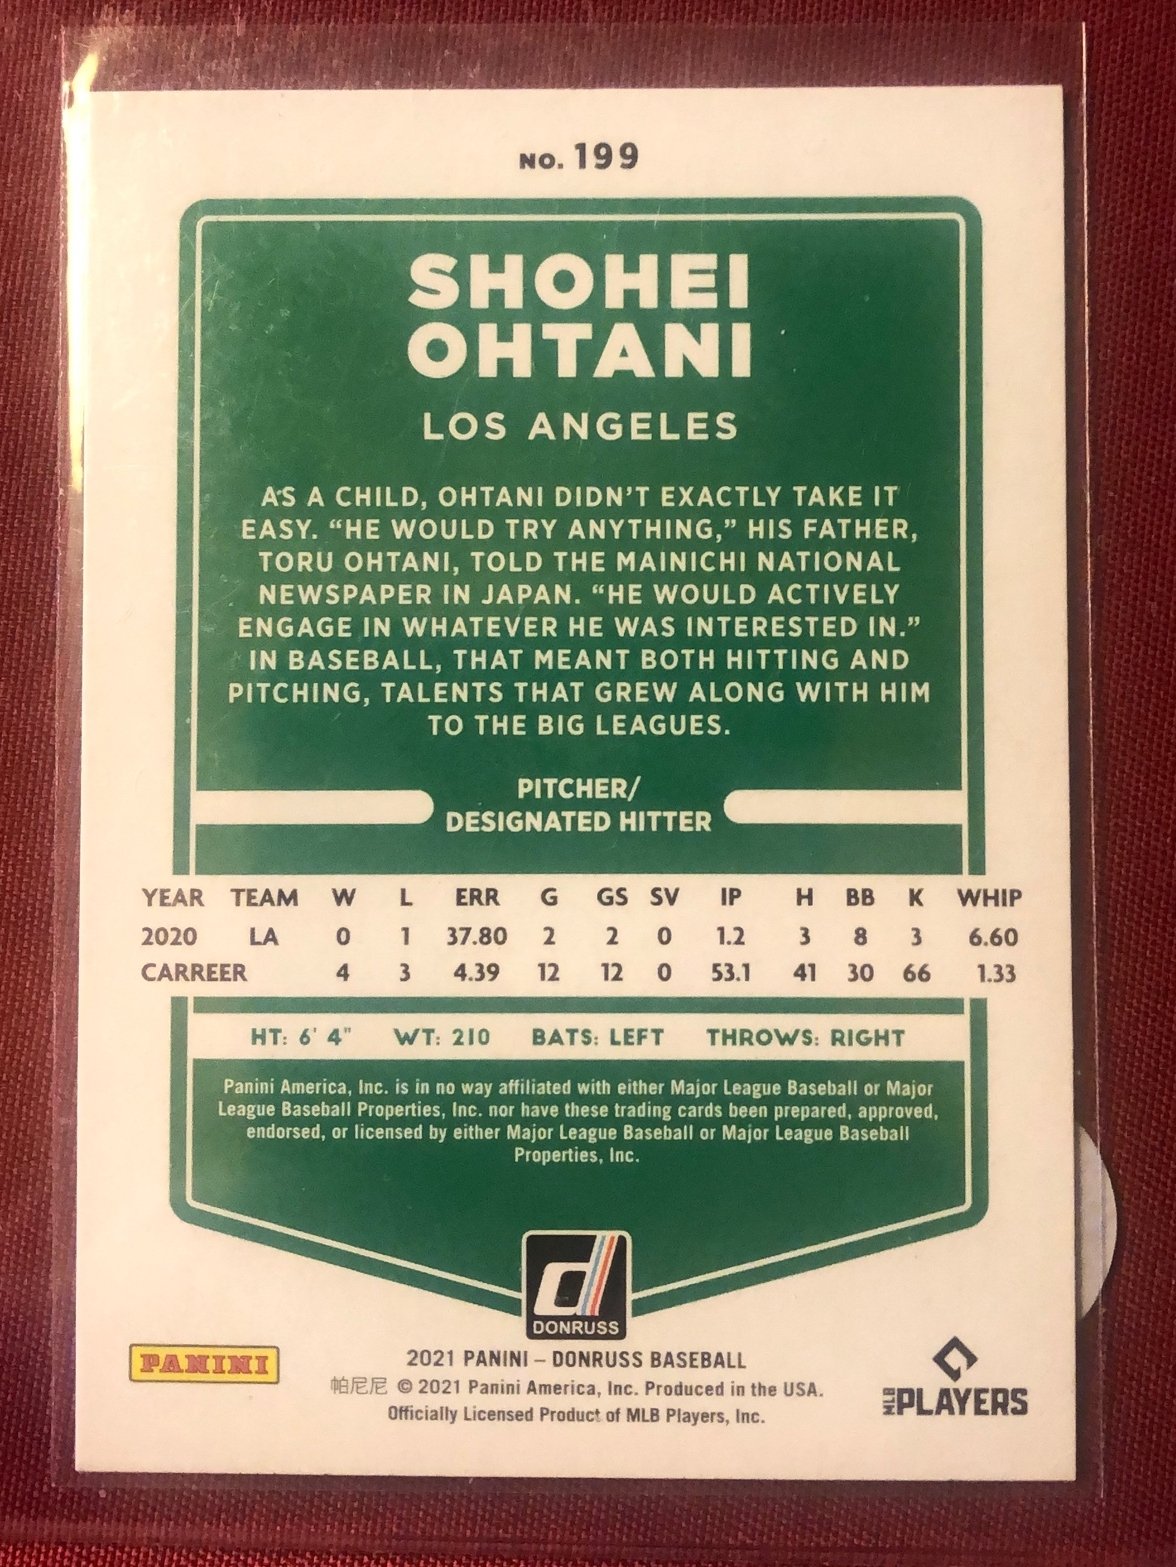 NO. 199
SHOHEI
OHTANI
LOS ANGELES
AS A CHILD, OHTANI DIDN'T EXACTLY TAKE IT
EASY. “HE WOULD TRY ANYTHING,” HIS FATHER,
TORU OHTANI, TOLD THE MAINICHI NATIONAL
NEWSPAPER IN JAPAN. “HE WOULD ACTIVELY
ENGAGE IN WHATEVER HE WAS INTERESTED IN.”
IN BASEBALL, THAT MEANT BOTH HITTING AND
PITCHING, TALENTS THAT GREW ALONG WITH HIM
TO THE BIG LEAGUES.
PITCHER/
DESIGNATED HITTER
YEAR TEAM W L ERR G GS SV IP H BB K WHIP
2020 LA 0 1 37.80 2 2 0 1.2 3 8 3 6.60
CARREER 4 3 4.39 12 12 0 53.1 41 30 66 1.33
HT: 6' 4" WT: 210 BATS: LEFT THROWS: RIGHT
Panini America, Inc. is in no way affiliated with either Major League Baseball or Major
League Baseball Properties, Inc. nor have these trading cards been prepared, approved,
endorsed, or licensed by either Major League Baseball or Major League Baseball
Properties, Inc.
d
DONRUSS
PANINI
2021 PANINI – DONRUSS BASEBALL
帕尼尼 © 2021 Panini America, Inc. Produced in the USA.
Officially Licensed Product of MLB Players, Inc.
MLB PLAYERS